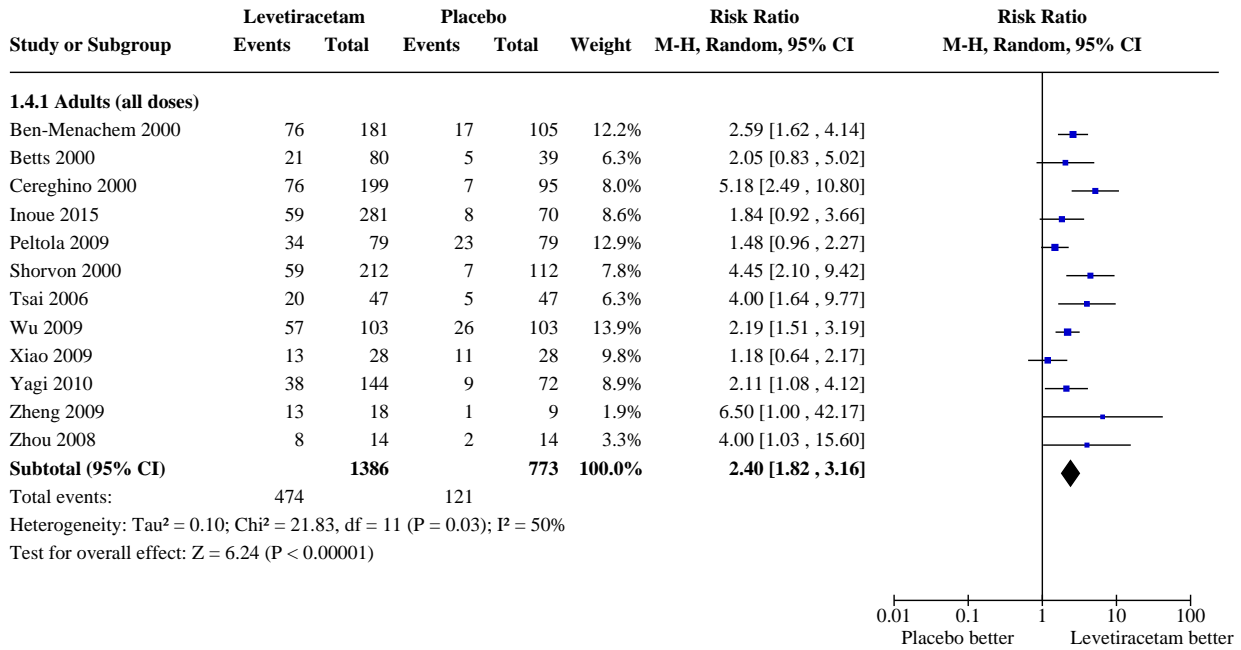 Levetiracetam Placebo Risk Ratio Risk Ratio
Study or Subgroup Events Total Events Total Weight M-H, Random, 95% CI M-H, Random, 95% CI
1.4.1 Adults (all doses)
Ben-Menachem 2000 76 181 17 105 12.2% 2.59 [1.62 , 4.14]
Betts 2000 21 80 5 39 6.3% 2.05 [0.83 , 5.02]
Cereghino 2000 76 199 7 95 8.0% 5.18 [2.49 , 10.80]
Inoue 2015 59 281 8 70 8.6% 1.84 [0.92 , 3.66]
Peltola 2009 34 79 23 79 12.9% 1.48 [0.96 , 2.27]
Shorvon 2000 59 212 7 112 7.8% 4.45 [2.10 , 9.42]
Tsai 2006 20 47 5 47 6.3% 4.00 [1.64 , 9.77]
Wu 2009 57 103 26 103 13.9% 2.19 [1.51 , 3.19]
Xiao 2009 13 28 11 28 9.8% 1.18 [0.64 , 2.17]
Yagi 2010 38 144 9 72 8.9% 2.11 [1.08 , 4.12]
Zheng 2009 13 18 1 9 1.9% 6.50 [1.00 , 42.17]
Zhou 2008 8 14 2 14 3.3% 4.00 [1.03 , 15.60]
Subtotal (95% CI) 1386 773 100.0% 2.40 [1.82 , 3.16]
Total events: 474 121
Heterogeneity: Tau² = 0.10; Chi² = 21.83, df = 11 (P = 0.03); I² = 50%
Test for overall effect: Z = 6.24 (P < 0.00001)
0.01 0.1 1 10 100
Placebo better Levetiracetam better